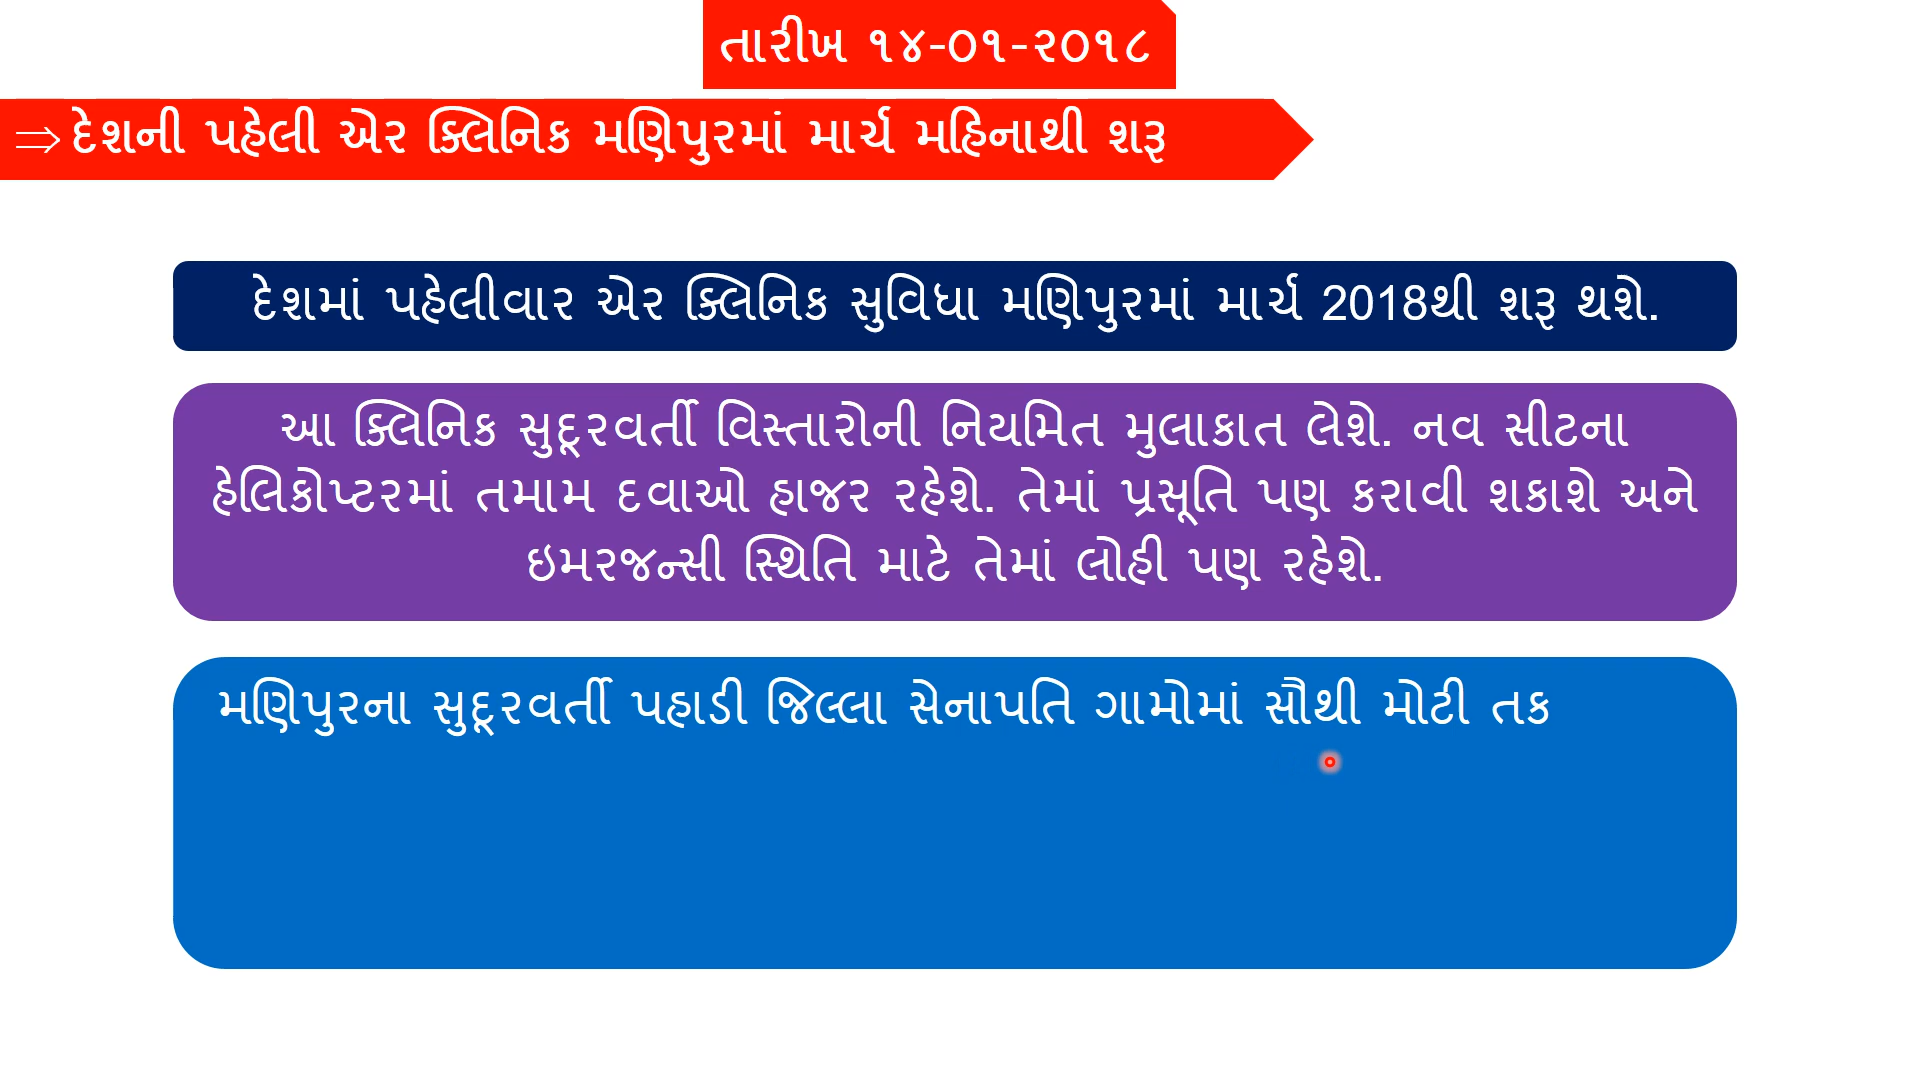 તારીખ ૧૪-૦૧-૨૦૧૮
⇒ દેશની પહેલી એર ક્લિનિક મણિપુરમાં માર્ચ મહિનાથી શરૂ
દેશમાં પહેલીવાર એર ક્લિનિક સુવિધા મણિપુરમાં માર્ચ 2018થી શરૂ થશે.
આ ક્લિનિક સુદૂરવર્તી વિસ્તારોની નિયમિત મુલાકાત લેશે. નવ સીટના
હેલિકોપ્ટરમાં તમામ દવાઓ હાજર રહેશે. તેમાં પ્રસૂતિ પણ કરાવી શકાશે અને
ઇમરજન્સી સ્થિતિ માટે તેમાં લોહી પણ રહેશે.
મણિપુરના સુદૂરવર્તી પહાડી જિલ્લા સેનાપતિ ગામોમાં સૌથી મોટી તક